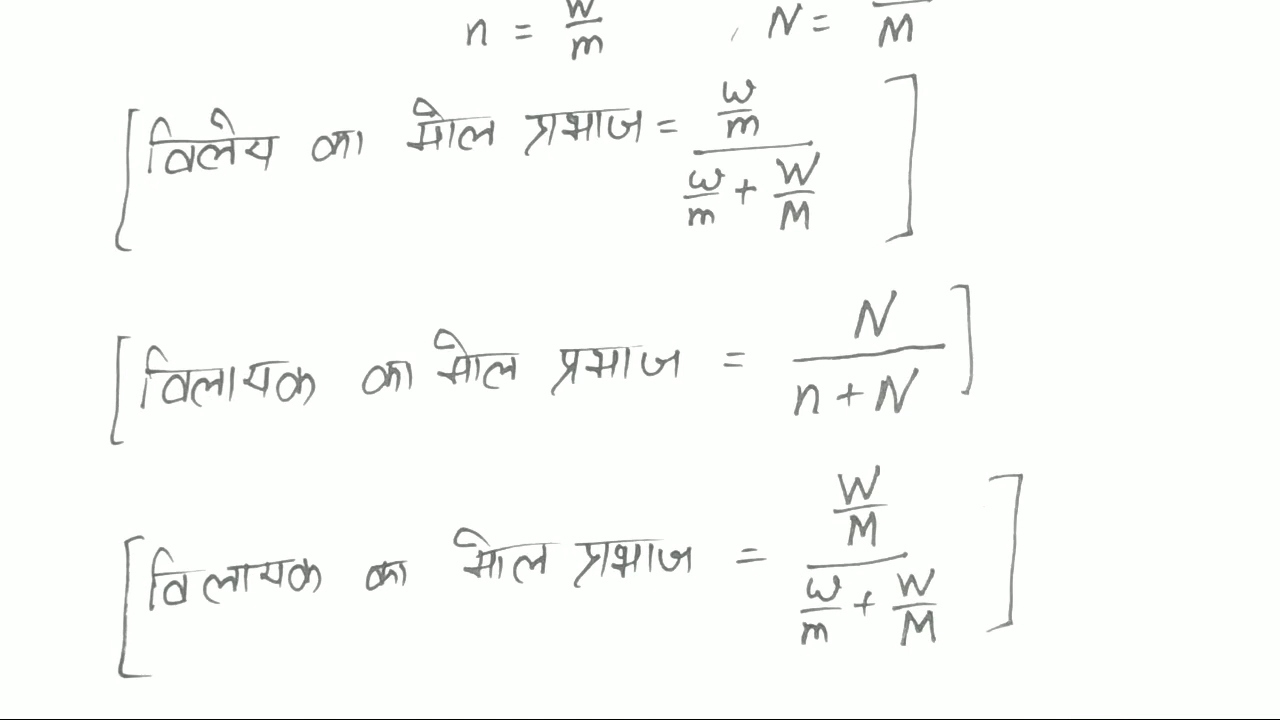 n = w/m , N = /M
[विलेय का मोल प्रभाज = (w/m)/(w/m + W/M)]
[विलायक का मोल प्रभाज = N/(n+N)]
[विलायक का मोल प्रभाज = (W/M)/(w/m + W/M)]